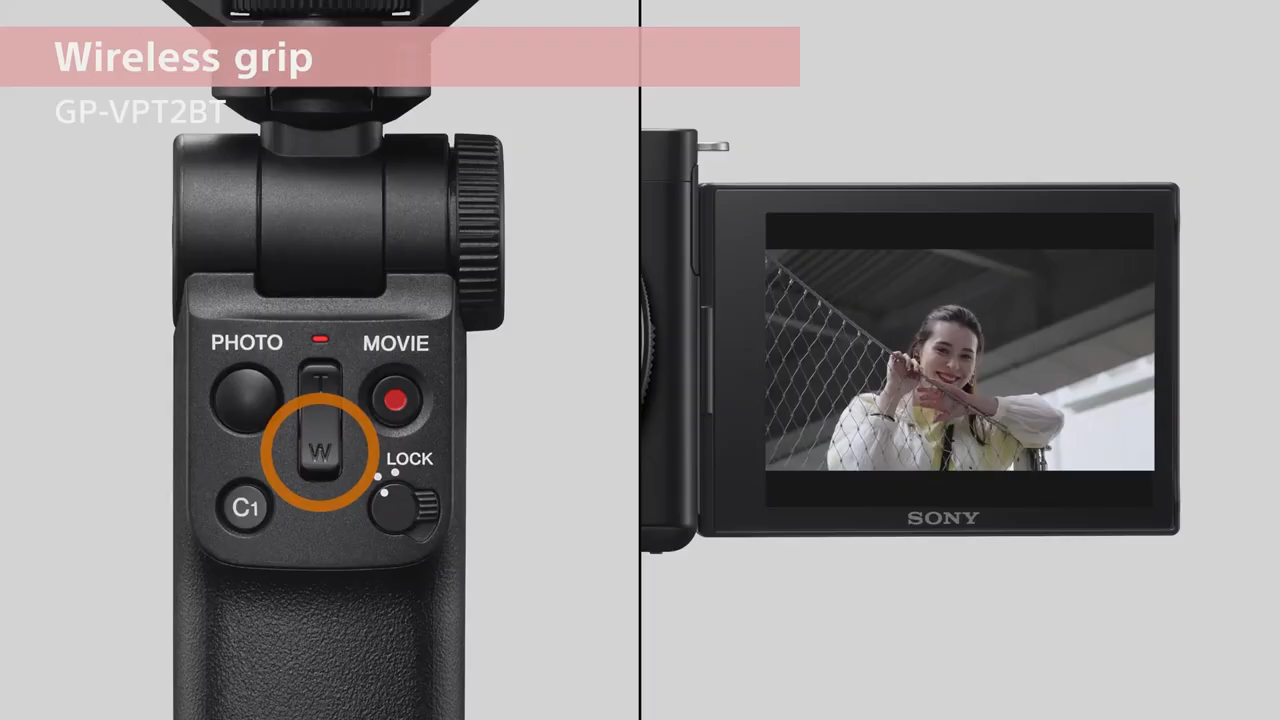 Wireless grip
GP-VPT2BT
PHOTO
MOVIE
T
W
LOCK
C1
SONY